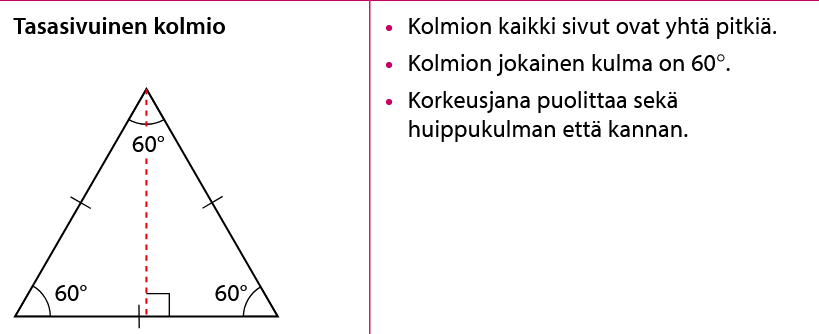 Tasasivuinen kolmio
60°
60°
60°
• Kolmion kaikki sivut ovat yhtä pitkiä.
• Kolmion jokainen kulma on 60°.
• Korkeusjana puolittaa sekä
huippukulman että kannan.